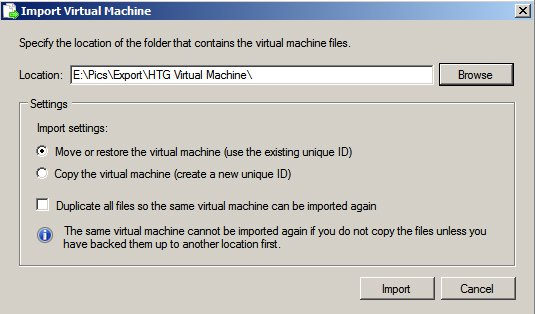 Import Virtual Machine
Specify the location of the folder that contains the virtual machine files.
Location: E:\Pics\Export\HTG Virtual Machine\ Browse
Settings
Import settings:
Move or restore the virtual machine (use the existing unique ID)
Copy the virtual machine (create a new unique ID)
Duplicate all files so the same virtual machine can be imported again
The same virtual machine cannot be imported again if you do not copy the files unless you
have backed them up to another location first.
Import Cancel